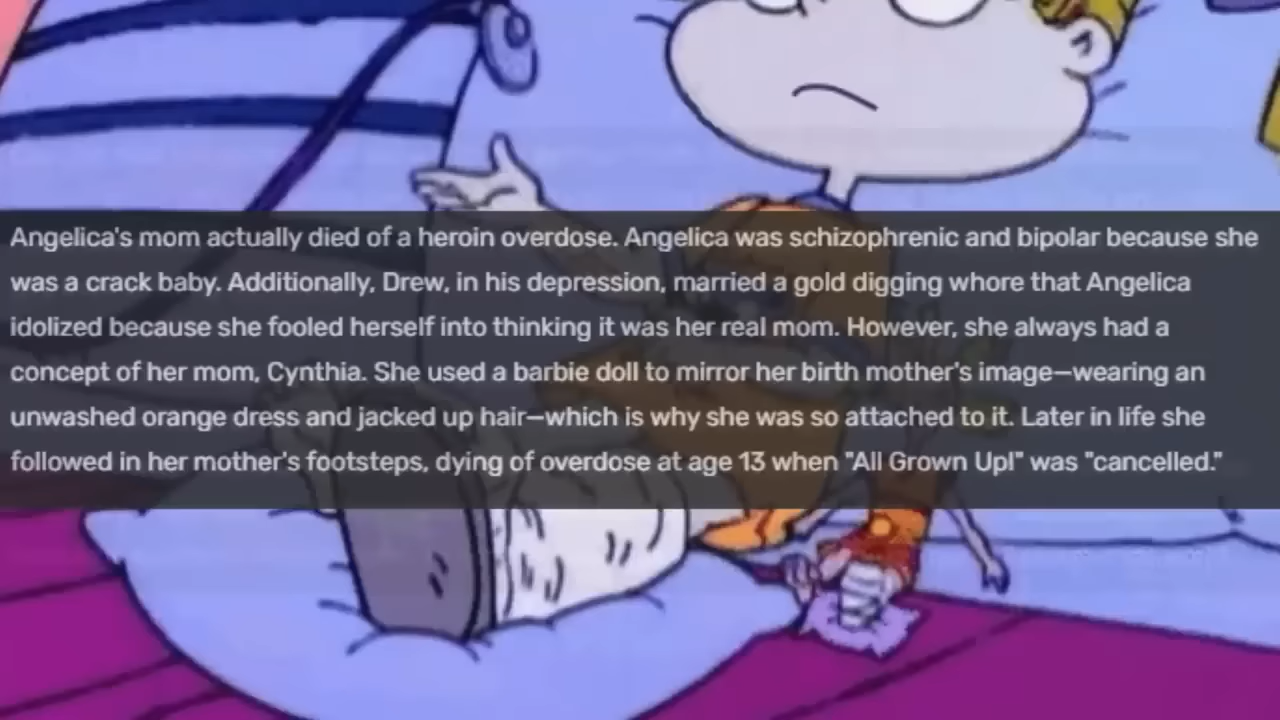 Angelica's mom actually died of a heroin overdose. Angelica was schizophrenic and bipolar because she
was a crack baby. Additionally, Drew, in his depression, married a gold digging whore that Angelica
idolized because she fooled herself into thinking it was her real mom. However, she always had a
concept of her mom, Cynthia. She used a barbie doll to mirror her birth mother's image—wearing an
unwashed orange dress and jacked up hair—which is why she was so attached to it. Later in life she
followed in her mother's footsteps, dying of overdose at age 13 when "All Grown Up!" was "cancelled."